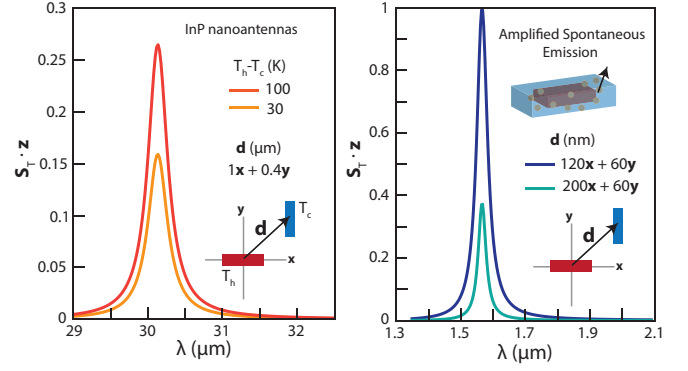 0.3
0.25
0.2
0.15
0.1
0.05
0
S_T · z
29
30
31
32
λ (μm)
InP nanoantennas
T_h-T_c (K)
100
30
d (μm)
1x + 0.4y
y
T_c
d
x
T_h
1
0.8
0.6
0.4
0.2
0
S_T · z
1.3
1.5
1.7
1.9
2.1
λ (μm)
Amplified Spontaneous
Emission
d (nm)
120x + 60y
200x + 60y
y
d
x